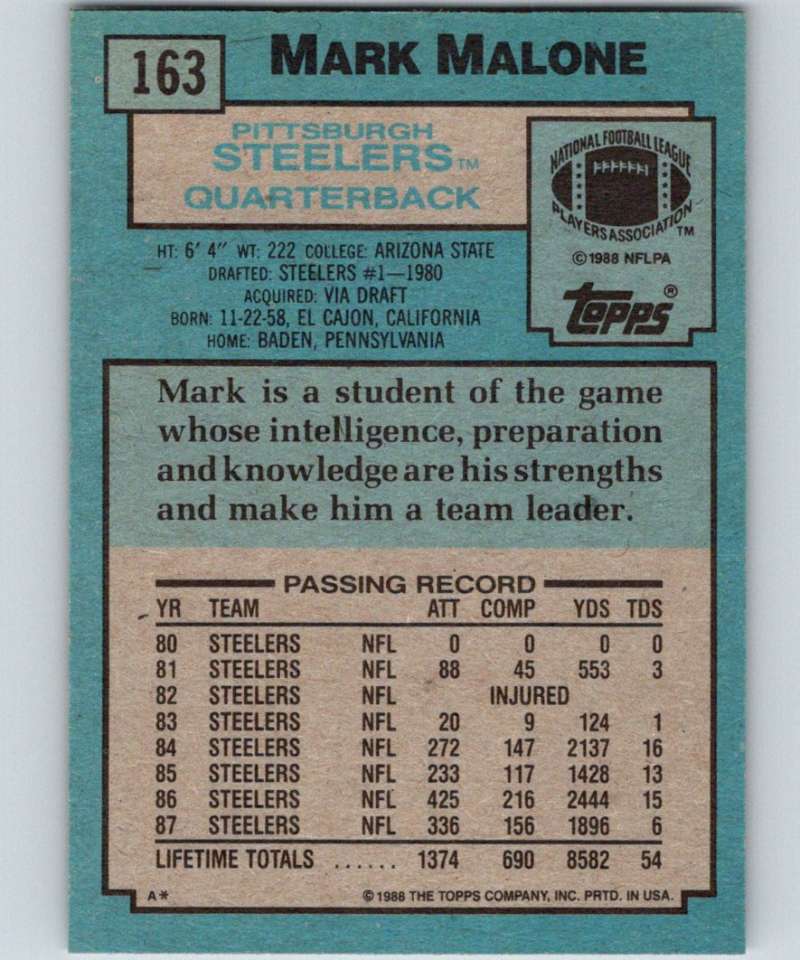 163
MARK MALONE
PITTSBURGH
STEELERS™
QUARTERBACK
NATIONAL FOOTBALL LEAGUE
PLAYERS ASSOCIATION™
©1988 NFLPA
Topps®
HT: 6' 4" WT: 222 COLLEGE: ARIZONA STATE
DRAFTED: STEELERS #1—1980
ACQUIRED: VIA DRAFT
BORN: 11-22-58, EL CAJON, CALIFORNIA
HOME: BADEN, PENNSYLVANIA
Mark is a student of the game
whose intelligence, preparation
and knowledge are his strengths
and make him a team leader.
PASSING RECORD
YR TEAM ATT COMP YDS TDS
80 STEELERS NFL 0 0 0 0
81 STEELERS NFL 88 45 553 3
82 STEELERS NFL INJURED
83 STEELERS NFL 20 9 124 1
84 STEELERS NFL 272 147 2137 16
85 STEELERS NFL 233 117 1428 13
86 STEELERS NFL 425 216 2444 15
87 STEELERS NFL 336 156 1896 6
LIFETIME TOTALS ...... 1374 690 8582 54
A* ©1988 THE TOPPS COMPANY, INC. PRTD. IN USA.